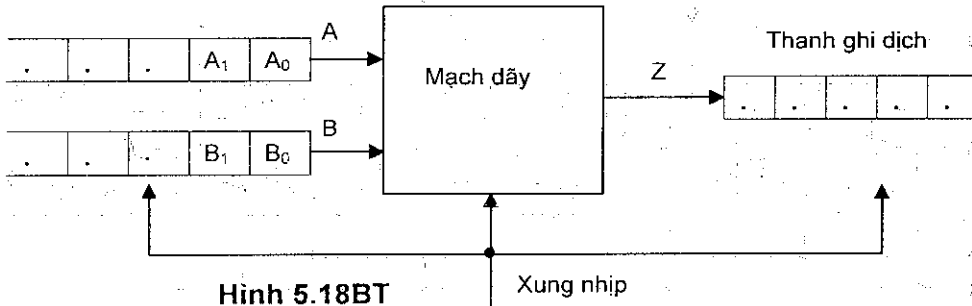 A
. . . A₁ A₀
Mạch dãy
Z
Thanh ghi dịch
. . . . .
B
. . . B₁ B₀
Hình 5.18BT
Xung nhịp